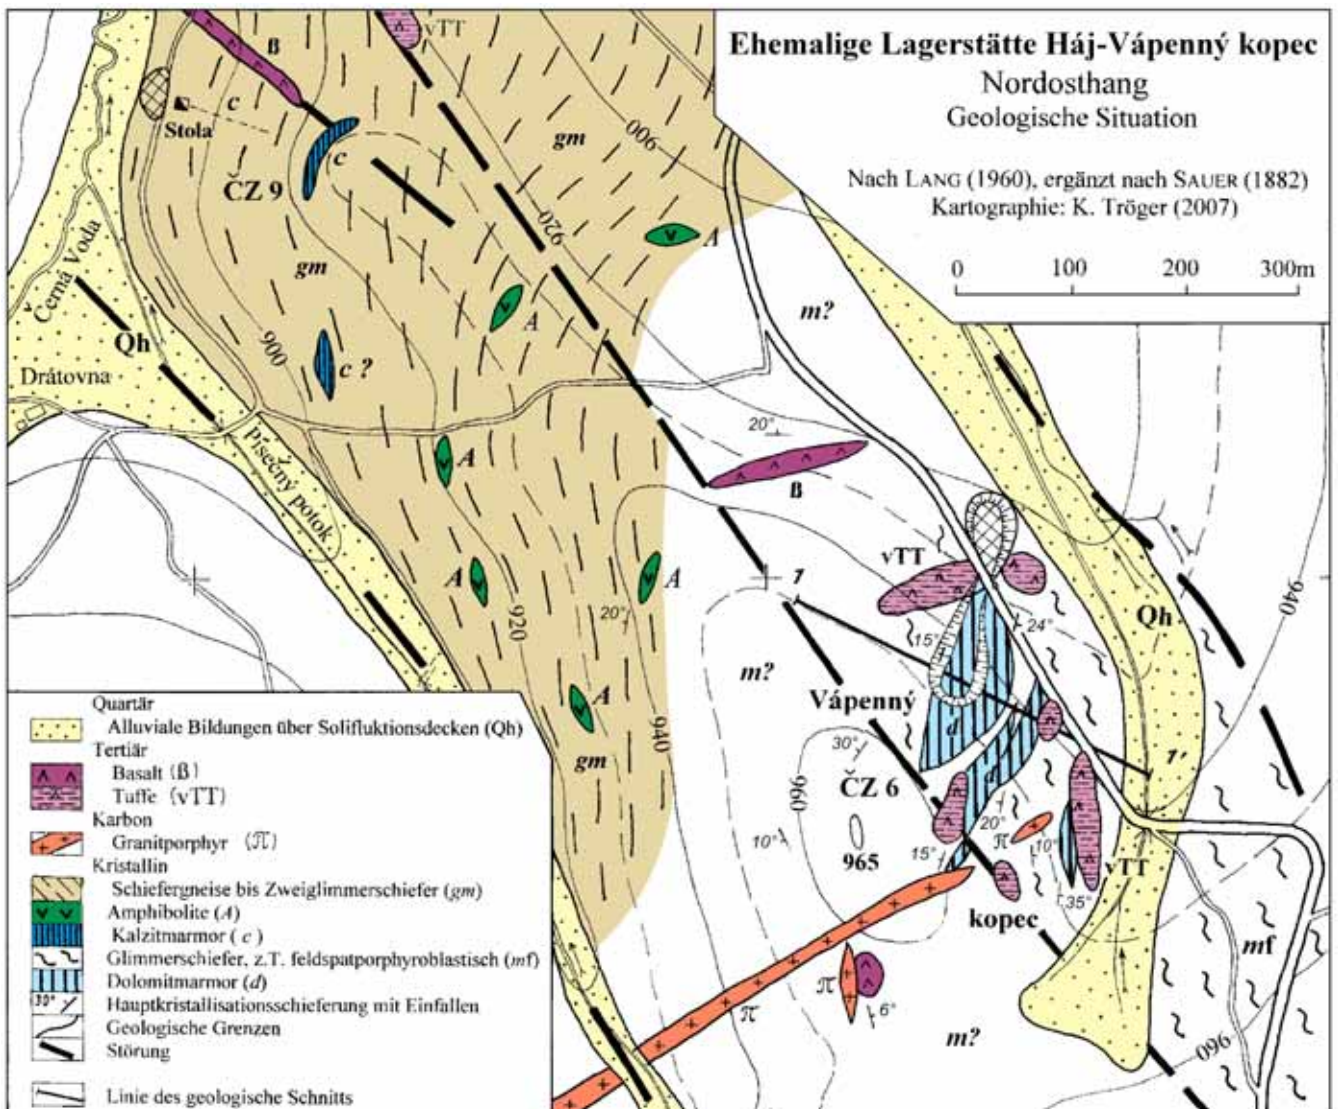 Ehemalige Lagerstätte Háj-Vápenný kopec
Nordosthang
Geologische Situation
Nach LANG (1960), ergänzt nach SAUER (1882)
Kartographie: K. Tröger (2007)
0 100 200 300m
ß
vTT
c
Stola
c
ČZ 9
gm
900
920
A
gm
m?
Černá Voda
Qh
900
c ?
A
Drátovna
Písečný potok
20°
A
ß
vTT
A
A
1
920
20°
15°
24°
Qh
940
m?
Vápenný
A
940
d
30°
1'
gm
ČZ 6
d
960
20°
π
10°
10°
965
15°
vTT
35°
kopec
mf
π
π
6°
m?
960
Quartär
Alluviale Bildungen über Solifluktionsdecken (Qh)
Tertiär
Basalt (ß)
Tuffe (vTT)
Karbon
Granitporphyr (π)
Kristallin
Schiefergneise bis Zweiglimmerschiefer (gm)
Amphibolite (A)
Kalzitmarmor (c)
Glimmerschiefer, z.T. feldspatporphyroblastisch (mf)
Dolomitmarmor (d)
30° Hauptkristallisationsschieferung mit Einfallen
Geologische Grenzen
Störung
Linie des geologische Schnitts